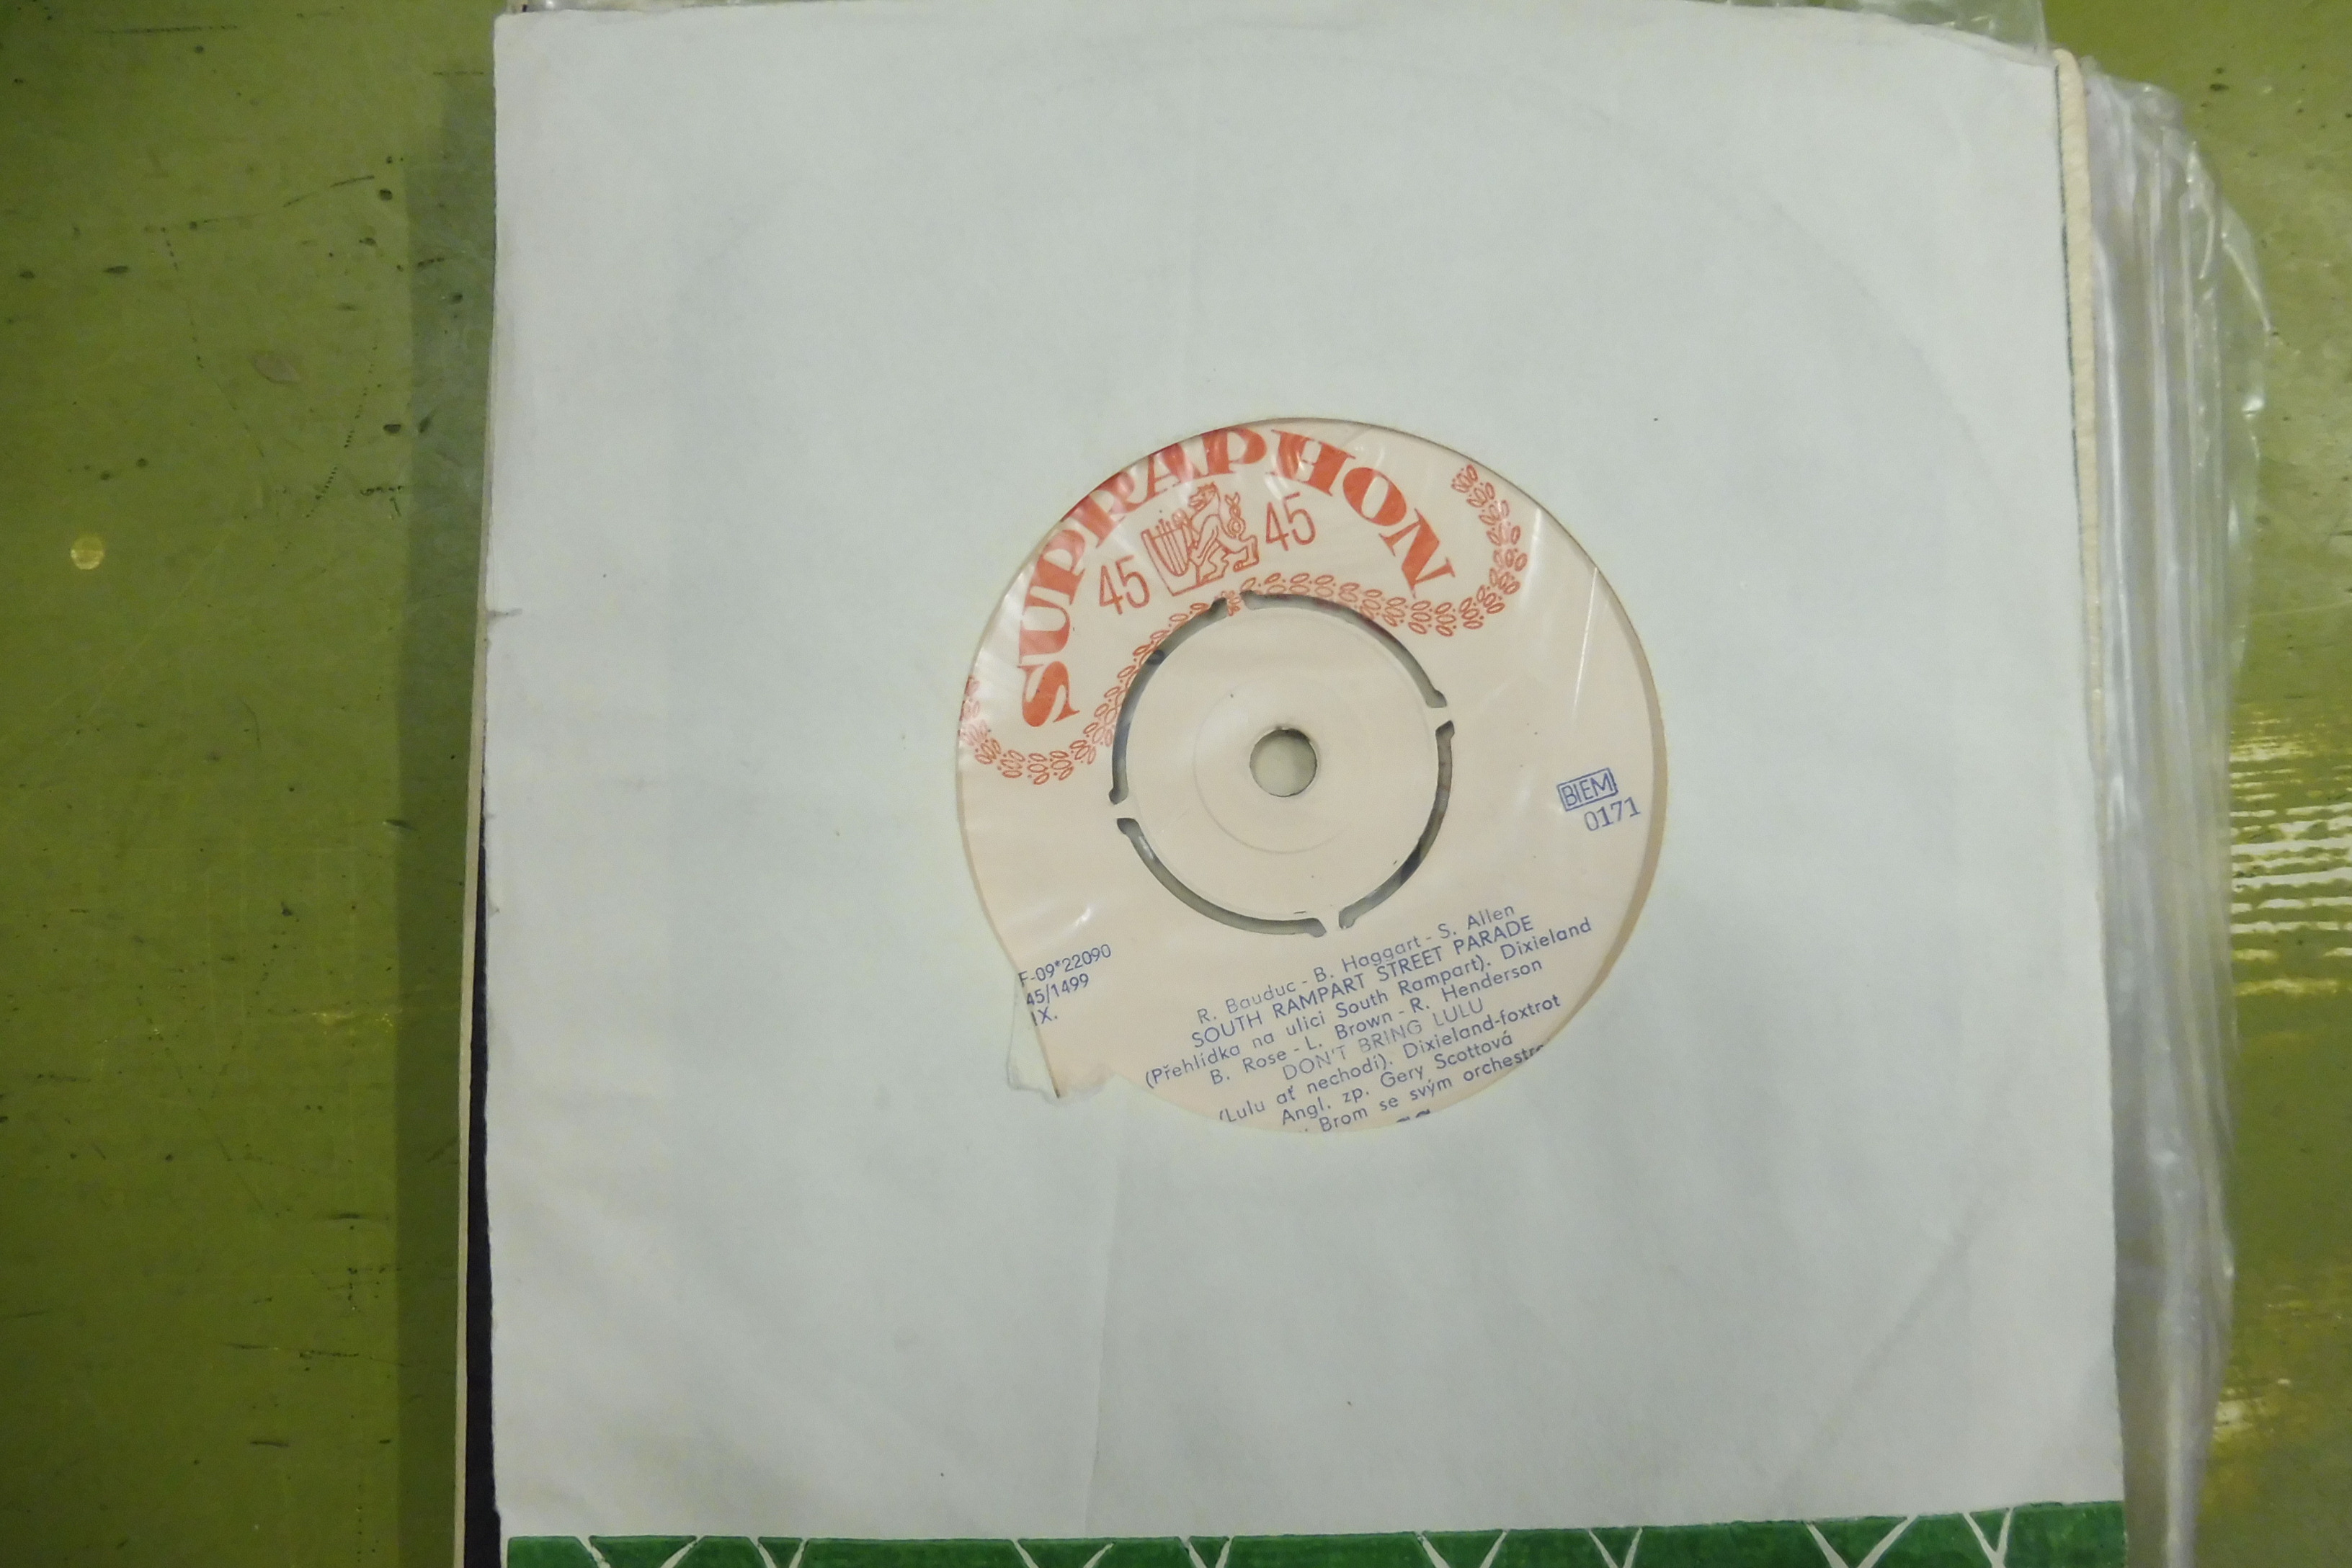 SUPRAPHON
45 45
BIEM
0171
F-09*22090
45/1499
IX.
R. Bauduc - B. Haggart - S. Allen
SOUTH RAMPART STREET PARADE
(Přehlídka na ulici South Rampart). Dixieland
B. Rose - L. Brown - R. Henderson
DON'T BRING LULU
(Lulu ať nechodí). Dixieland-foxtrot
Angl. zp. Gery Scottová
Brom se svým orchestre